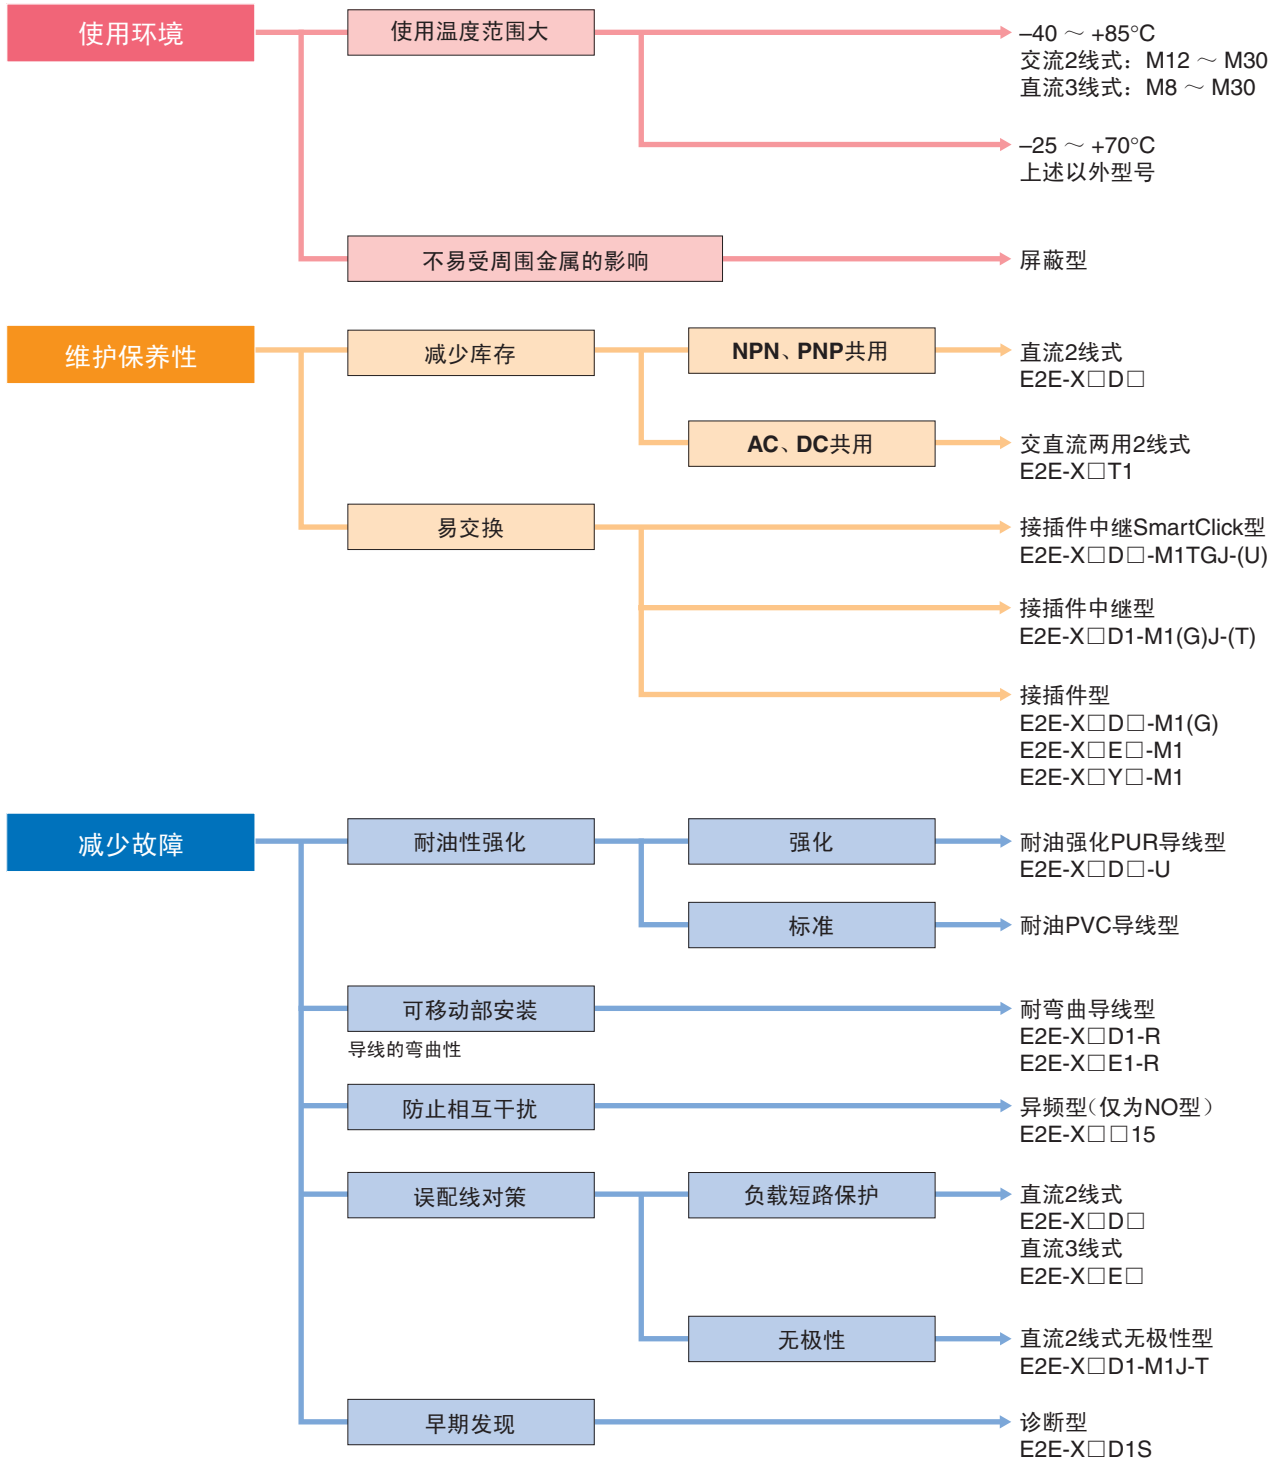 使用环境
使用温度范围大
–40 ～ +85°C
交流2线式：M12 ～ M30
直流3线式：M8 ～ M30
–25 ～ +70°C
上述以外型号
不易受周围金属的影响
屏蔽型
维护保养性
减少库存
NPN、PNP共用
直流2线式
E2E-X□D□
AC、DC共用
交直流两用2线式
E2E-X□T1
易交换
接插件中继SmartClick型
E2E-X□D□-M1TGJ-(U)
接插件中继型
E2E-X□D1-M1(G)J-(T)
接插件型
E2E-X□D□-M1(G)
E2E-X□E□-M1
E2E-X□Y□-M1
减少故障
耐油性强化
强化
耐油强化PUR导线型
E2E-X□D□-U
标准
耐油PVC导线型
可移动部安装
导线的弯曲性
耐弯曲导线型
E2E-X□D1-R
E2E-X□E1-R
防止相互干扰
异频型（仅为NO型）
E2E-X□□15
误配线对策
负载短路保护
直流2线式
E2E-X□D□
直流3线式
E2E-X□E□
无极性
直流2线式无极性型
E2E-X□D1-M1J-T
早期发现
诊断型
E2E-X□D1S